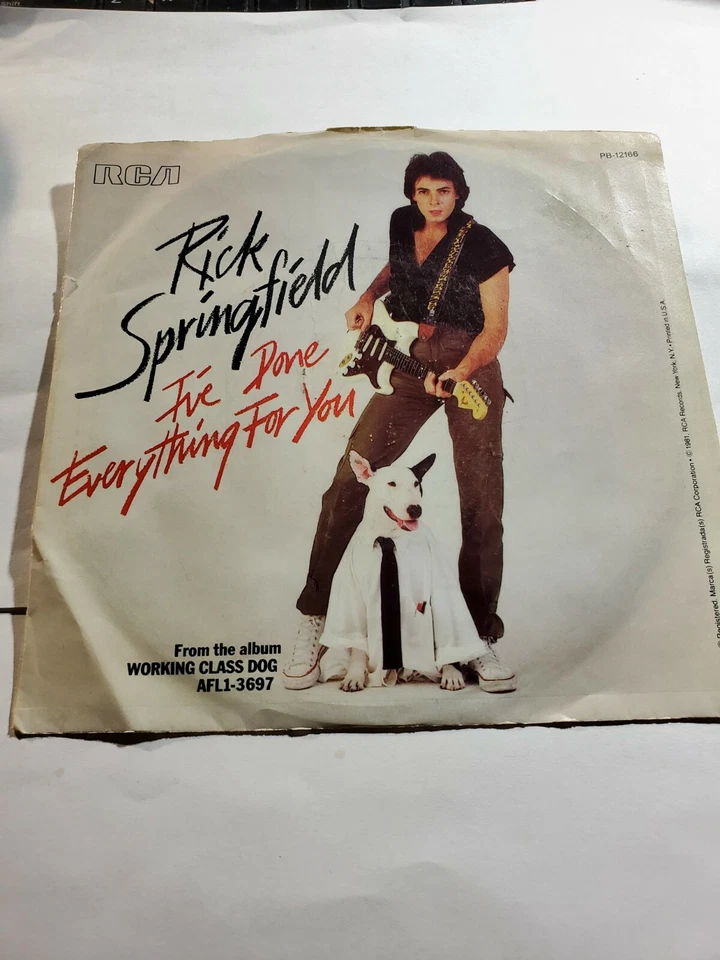 RCA
PB-12166
Rick
Springfield
I've Done
Everything For You
From the album
WORKING CLASS DOG
AFL1-3697
Registered. Marca(s) Registrada(s) RCA Corporation • © 1981, RCA Records, New York, N.Y. • Printed in U.S.A.